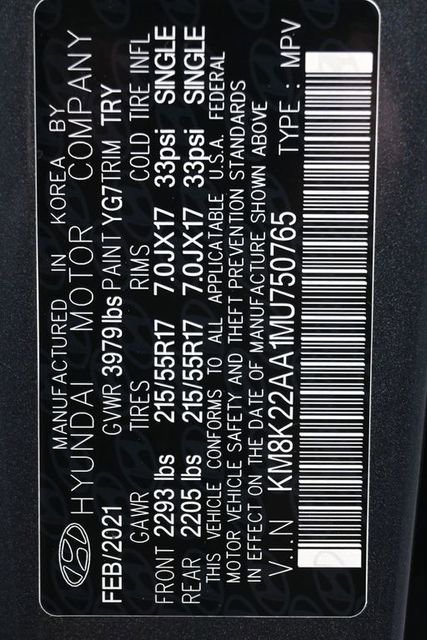 MANUFACTURED IN KOREA BY
HYUNDAI MOTOR COMPANY
FEB/2021 GVWR 3979lbs PAINT YG7 TRIM TRY
GAWR TIRES RIMS COLD TIRE INFL
FRONT 2293 lbs 215/55R17 7.0JX17 33psi SINGLE
REAR 2205 lbs 215/55R17 7.0JX17 33psi SINGLE
THIS VEHICLE CONFORMS TO ALL APPLICATABLE U.S.A. FEDERAL
MOTOR VEHICLE SAFETY AND THEFT PREVENTION STANDARDS
IN EFFECT ON THE DATE OF MANUFACTURE SHOWN ABOVE
V.I.N KM8K22AA1MU750765 TYPE : MPV